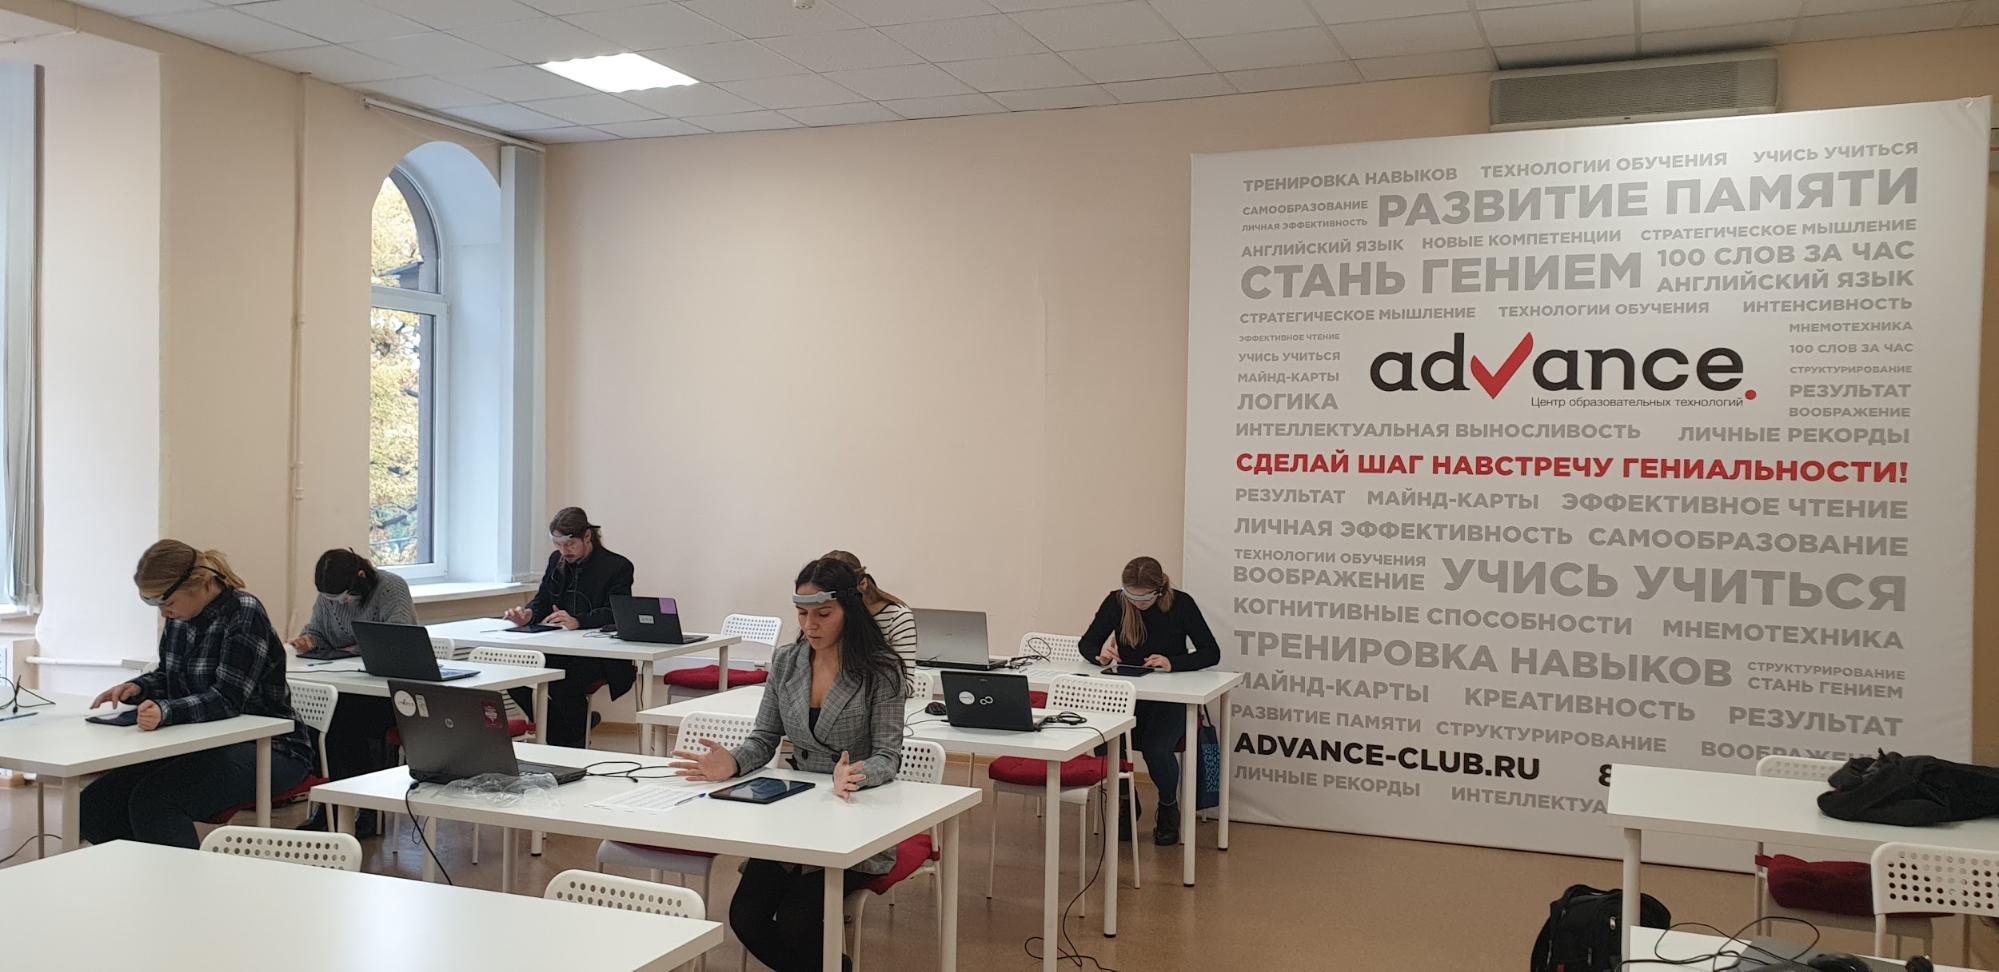 ТРЕНИРОВКА НАВЫКОВ ТЕХНОЛОГИИ ОБУЧЕНИЯ УЧИСЬ УЧИТЬСЯ
САМООБРАЗОВАНИЕ РАЗВИТИЕ ПАМЯТИ
ЛИЧНАЯ ЭФФЕКТИВНОСТЬ
АНГЛИЙСКИЙ ЯЗЫК НОВЫЕ КОМПЕТЕНЦИИ СТРАТЕГИЧЕСКОЕ МЫШЛЕНИЕ
СТАНЬ ГЕНИЕМ 100 СЛОВ ЗА ЧАС
АНГЛИЙСКИЙ ЯЗЫК
СТРАТЕГИЧЕСКОЕ МЫШЛЕНИЕ ТЕХНОЛОГИИ ОБУЧЕНИЯ ИНТЕНСИВНОСТЬ
ЭФФЕКТИВНОЕ ЧТЕНИЕ
УЧИСЬ УЧИТЬСЯ
МАЙНД-КАРТЫ
ЛОГИКА
advance.
Центр образовательных технологий
МНЕМОТЕХНИКА
100 СЛОВ ЗА ЧАС
СТРУКТУРИРОВАНИЕ
РЕЗУЛЬТАТ
ВООБРАЖЕНИЕ
ИНТЕЛЛЕКТУАЛЬНАЯ ВЫНОСЛИВОСТЬ ЛИЧНЫЕ РЕКОРДЫ
СДЕЛАЙ ШАГ НАВСТРЕЧУ ГЕНИАЛЬНОСТИ!
РЕЗУЛЬТАТ МАЙНД-КАРТЫ ЭФФЕКТИВНОЕ ЧТЕНИЕ
ЛИЧНАЯ ЭФФЕКТИВНОСТЬ САМООБРАЗОВАНИЕ
ТЕХНОЛОГИИ ОБУЧЕНИЯ
ВООБРАЖЕНИЕ УЧИСЬ УЧИТЬСЯ
КОГНИТИВНЫЕ СПОСОБНОСТИ МНЕМОТЕХНИКА
ТРЕНИРОВКА НАВЫКОВ СТРУКТУРИРОВАНИЕ
СТАНЬ ГЕНИЕМ
МАЙНД-КАРТЫ КРЕАТИВНОСТЬ РЕЗУЛЬТАТ
РАЗВИТИЕ ПАМЯТИ СТРУКТУРИРОВАНИЕ ВООБРАЖЕНИ
ADVANCE-CLUB.RU 8
ЛИЧНЫЕ РЕКОРДЫ ИНТЕЛЛЕКТУА